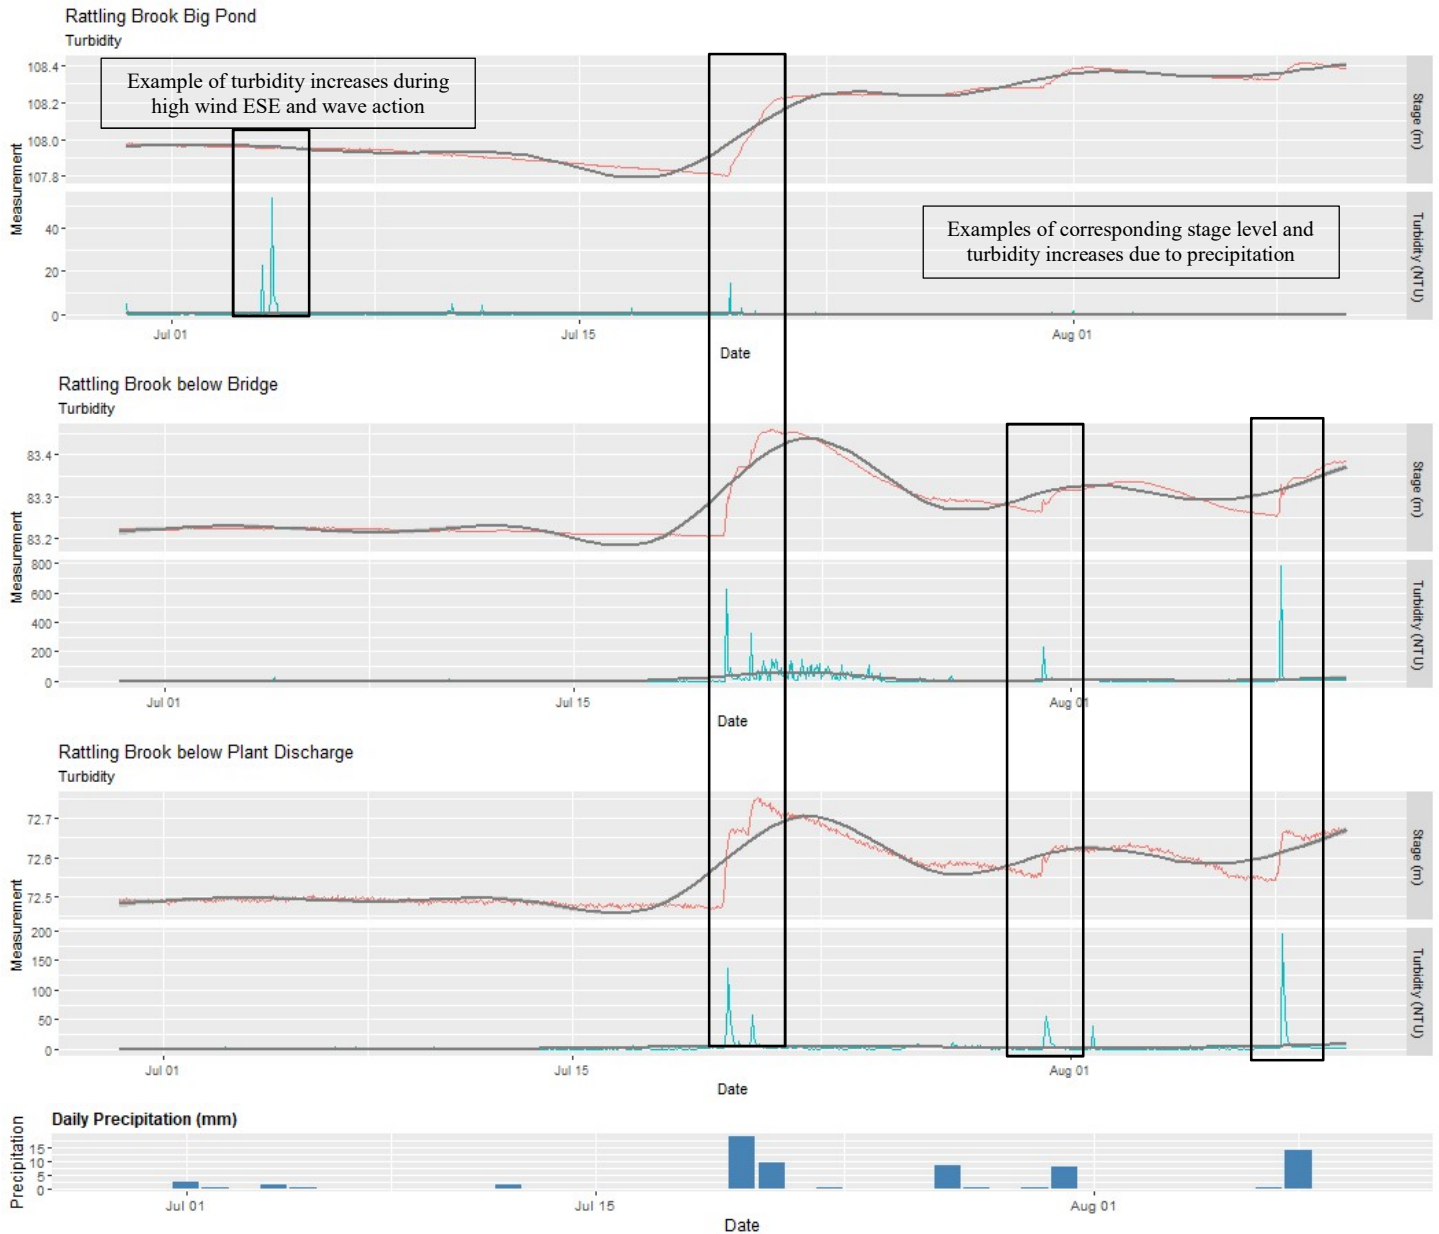 Rattling Brook Big Pond
Turbidity
Example of turbidity increases during
high wind ESE and wave action
Measurement
108.4
108.2
108.0
107.8
Stage (m)
40
20
0
Turbidity (NTU)
Examples of corresponding stage level and
turbidity increases due to precipitation
Jul 01
Jul 15
Aug 01
Date
Rattling Brook below Bridge
Turbidity
Measurement
83.4
83.3
83.2
Stage (m)
800
600
400
200
0
Turbidity (NTU)
Jul 01
Jul 15
Aug 01
Date
Rattling Brook below Plant Discharge
Turbidity
Measurement
72.7
72.6
72.5
Stage (m)
200
150
100
50
0
Turbidity (NTU)
Jul 01
Jul 15
Aug 01
Date
Daily Precipitation (mm)
Precipitation
15
10
5
0
Jul 01
Jul 15
Aug 01
Date